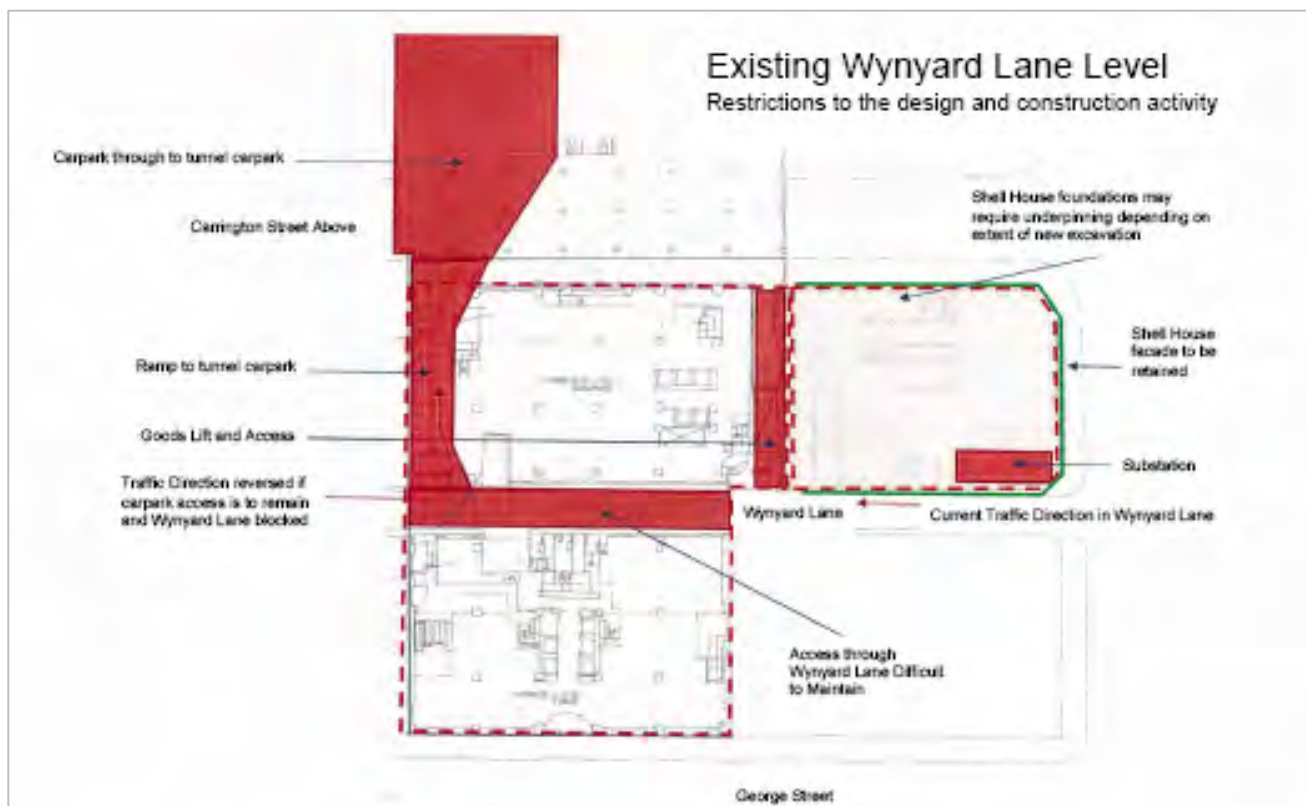 Existing Wynyard Lane Level
Restrictions to the design and construction activity
Carpark through to tunnel carpark
Carrington Street Above
Shell House foundations may
require underpinning depending on
extent of new excavation
Shell House
facade to be
retained
Ramp to tunnel carpark
Goods Lift and Access
Substation
Traffic Direction reversed if
carpark access is to remain
and Wynyard Lane blocked
Wynyard Lane
Current Traffic Direction in Wynyard Lane
Access through
Wynyard Lane Difficult
to Maintain
George Street